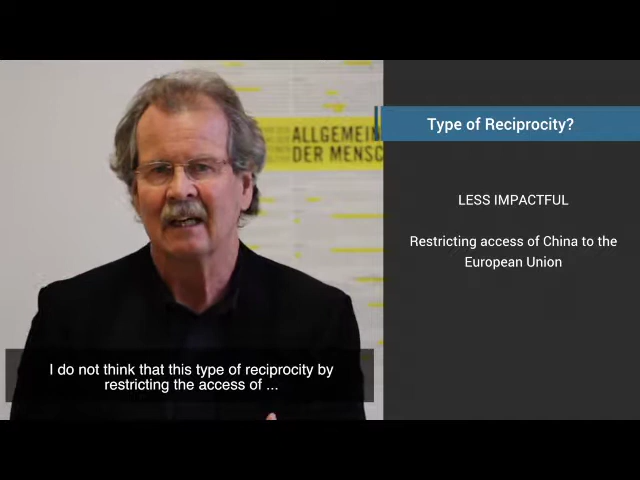 ALLGEMEIN
DER MENSC
Type of Reciprocity?
LESS IMPACTFUL
Restricting access of China to the
European Union
I do not think that this type of reciprocity by
restricting the access of ...